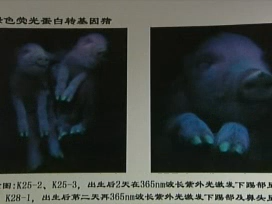 绿色荧光蛋白转基因猪
图:K25-2、K25-3,出生后2天在365nm波长紫外光激发下蹄部
K28-1,出生后第二天再365nm波长紫外光激发下蹄部及鼻头